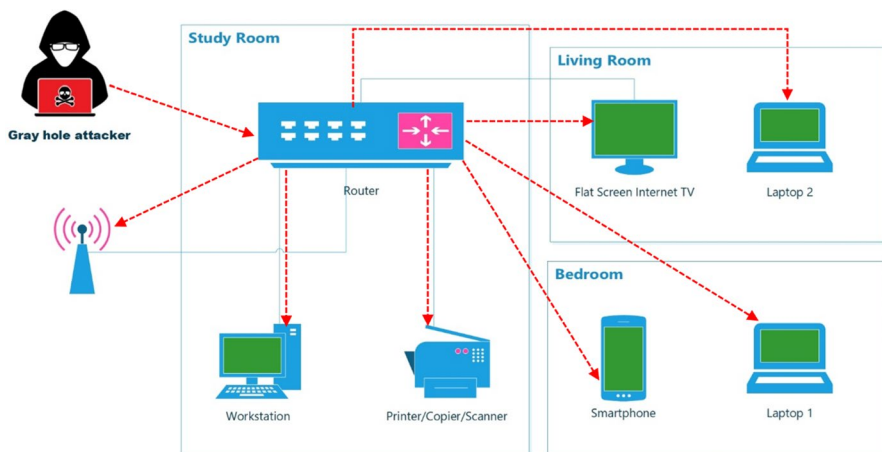 Study Room
Living Room
Gray hole attacker
Router
Flat Screen Internet TV
Laptop 2
Bedroom
Workstation
Printer/Copier/Scanner
Smartphone
Laptop 1